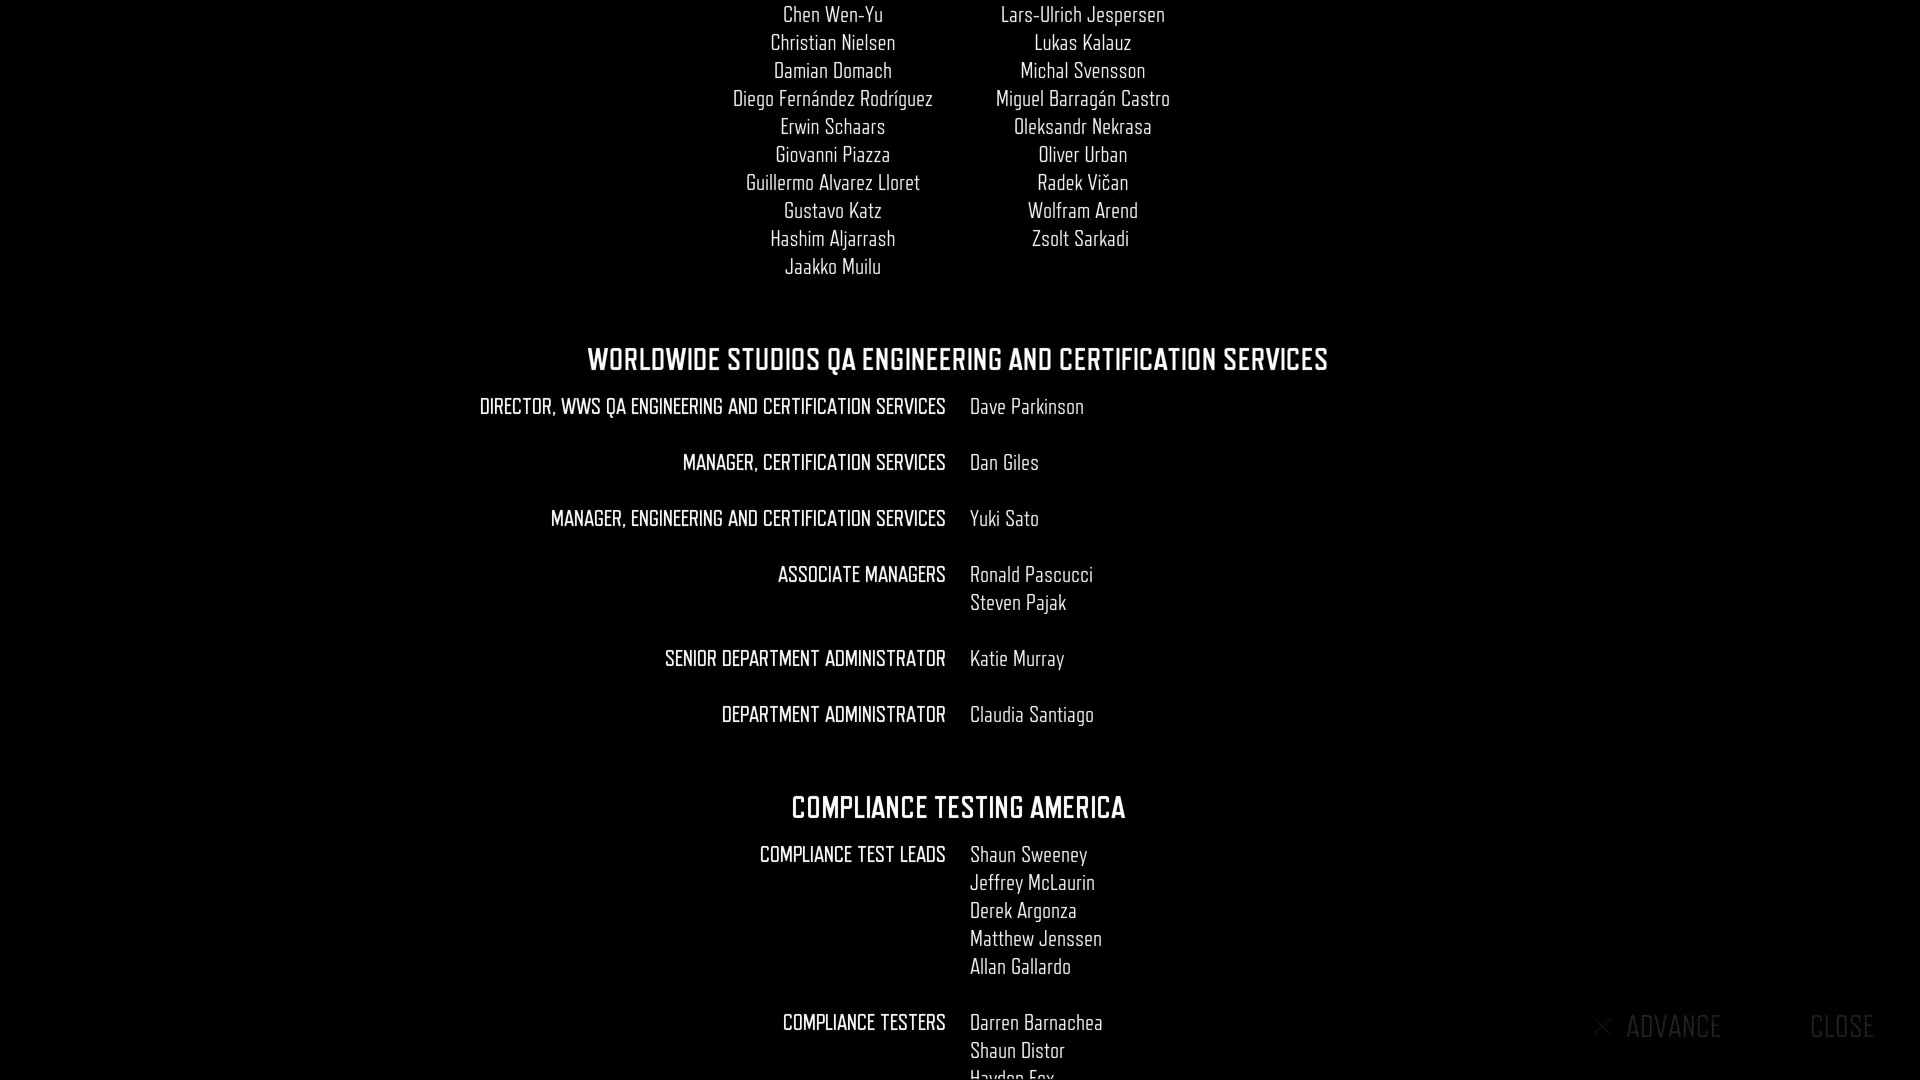 Chen Wen-Yu
Christian Nielsen
Damian Domach
Diego Fernández Rodríguez
Erwin Schaars
Giovanni Piazza
Guillermo Alvarez Lloret
Gustavo Katz
Hashim Aljarrash
Jaakko Muilu
Lars-Ulrich Jespersen
Lukas Kalauz
Michal Svensson
Miguel Barragán Castro
Oleksandr Nekrasa
Oliver Urban
Radek Vičan
Wolfram Arend
Zsolt Sarkadi
WORLDWIDE STUDIOS QA ENGINEERING AND CERTIFICATION SERVICES
DIRECTOR, WWS QA ENGINEERING AND CERTIFICATION SERVICES Dave Parkinson
MANAGER, CERTIFICATION SERVICES Dan Giles
MANAGER, ENGINEERING AND CERTIFICATION SERVICES Yuki Sato
ASSOCIATE MANAGERS Ronald Pascucci
Steven Pajak
SENIOR DEPARTMENT ADMINISTRATOR Katie Murray
DEPARTMENT ADMINISTRATOR Claudia Santiago
COMPLIANCE TESTING AMERICA
COMPLIANCE TEST LEADS Shaun Sweeney
Jeffrey McLaurin
Derek Argonza
Matthew Jenssen
Allan Gallardo
COMPLIANCE TESTERS Darren Barnachea
Shaun Distor
Hayden Fox
ADVANCE
CLOSE